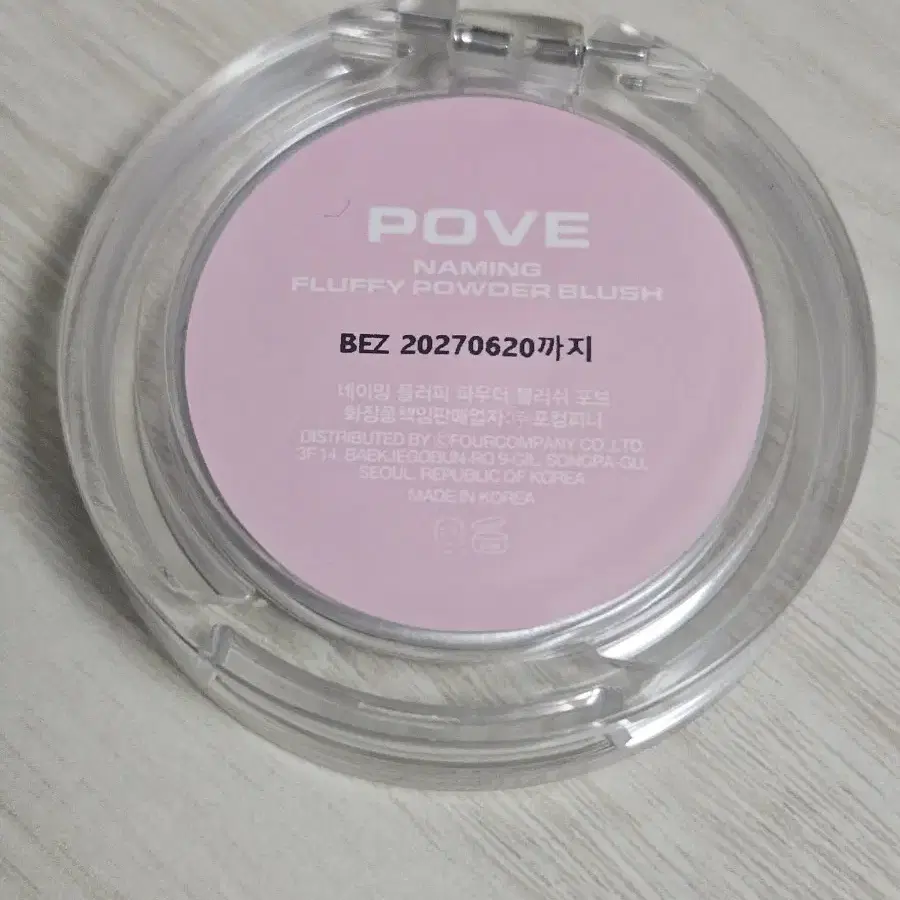 POVE
NAMING
FLUFFY POWDER BLUSH
BEZ 20270620까지
네이밍 플러피 파우더 블러쉬 포브
화장품책임판매업자:㈜포컴퍼니
DISTRIBUTED BY ©FOURCOMPANY CO.,LTD.
3F 14, BAEKJEGOBUN-RO 9-GIL, SONGPA-GU,
SEOUL, REPUBLIC OF KOREA
MADE IN KOREA